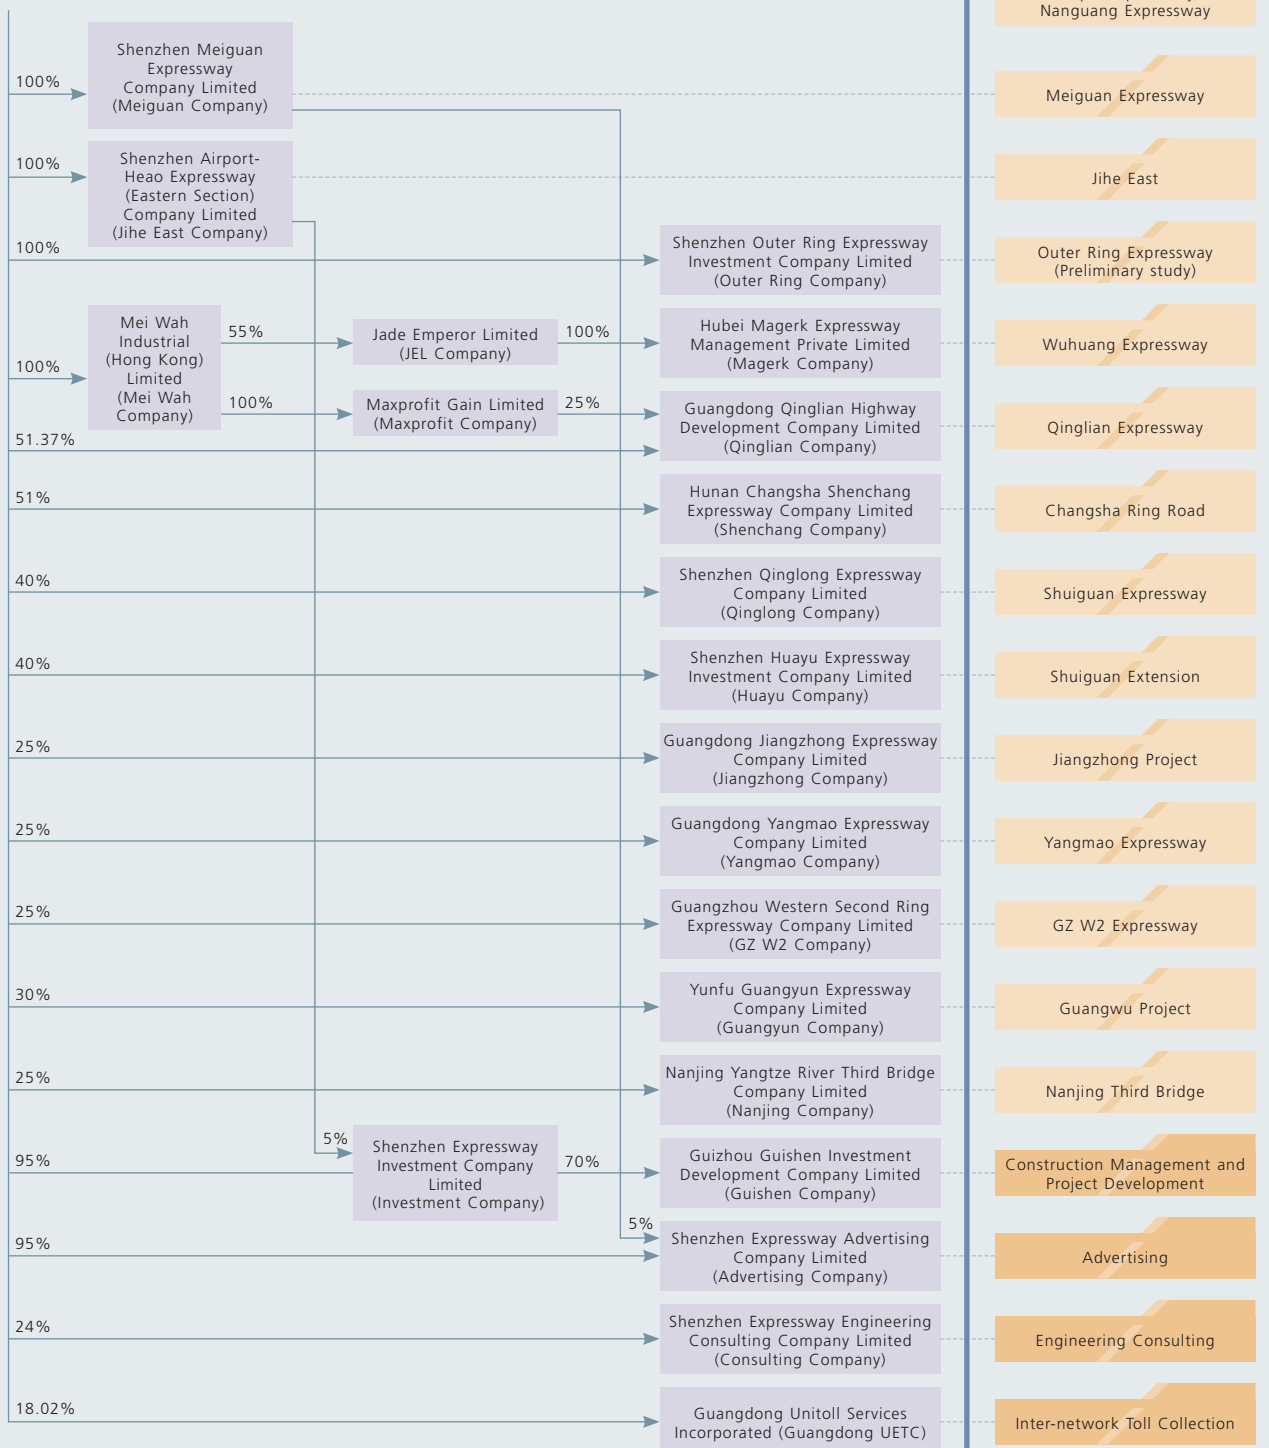 Nanguang Expressway
100%
Shenzhen Meiguan
Expressway
Company Limited
(Meiguan Company)
Meiguan Expressway
100%
Shenzhen Airport-
Heao Expressway
(Eastern Section)
Company Limited
(Jihe East Company)
Jihe East
100%
Shenzhen Outer Ring Expressway
Investment Company Limited
(Outer Ring Company)
Outer Ring Expressway
(Preliminary study)
100%
Mei Wah
Industrial
(Hong Kong)
Limited
(Mei Wah
Company)
55%
Jade Emperor Limited
(JEL Company)
100%
Hubei Magerk Expressway
Management Private Limited
(Magerk Company)
Wuhuang Expressway
100%
Maxprofit Gain Limited
(Maxprofit Company)
25%
51.37%
Guangdong Qinglian Highway
Development Company Limited
(Qinglian Company)
Qinglian Expressway
51%
Hunan Changsha Shenchang
Expressway Company Limited
(Shenchang Company)
Changsha Ring Road
40%
Shenzhen Qinglong Expressway
Company Limited
(Qinglong Company)
Shuiguan Expressway
40%
Shenzhen Huayu Expressway
Investment Company Limited
(Huayu Company)
Shuiguan Extension
25%
Guangdong Jiangzhong Expressway
Company Limited
(Jiangzhong Company)
Jiangzhong Project
25%
Guangdong Yangmao Expressway
Company Limited
(Yangmao Company)
Yangmao Expressway
25%
Guangzhou Western Second Ring
Expressway Company Limited
(GZ W2 Company)
GZ W2 Expressway
30%
Yunfu Guangyun Expressway
Company Limited
(Guangyun Company)
Guangwu Project
25%
Nanjing Yangtze River Third Bridge
Company Limited
(Nanjing Company)
Nanjing Third Bridge
95%
5%
Shenzhen Expressway
Investment Company
Limited
(Investment Company)
70%
Guizhou Guishen Investment
Development Company Limited
(Guishen Company)
Construction Management and
Project Development
95%
5%
Shenzhen Expressway Advertising
Company Limited
(Advertising Company)
Advertising
24%
Shenzhen Expressway Engineering
Consulting Company Limited
(Consulting Company)
Engineering Consulting
18.02%
Guangdong Unitoll Services
Incorporated (Guangdong UETC)
Inter-network Toll Collection